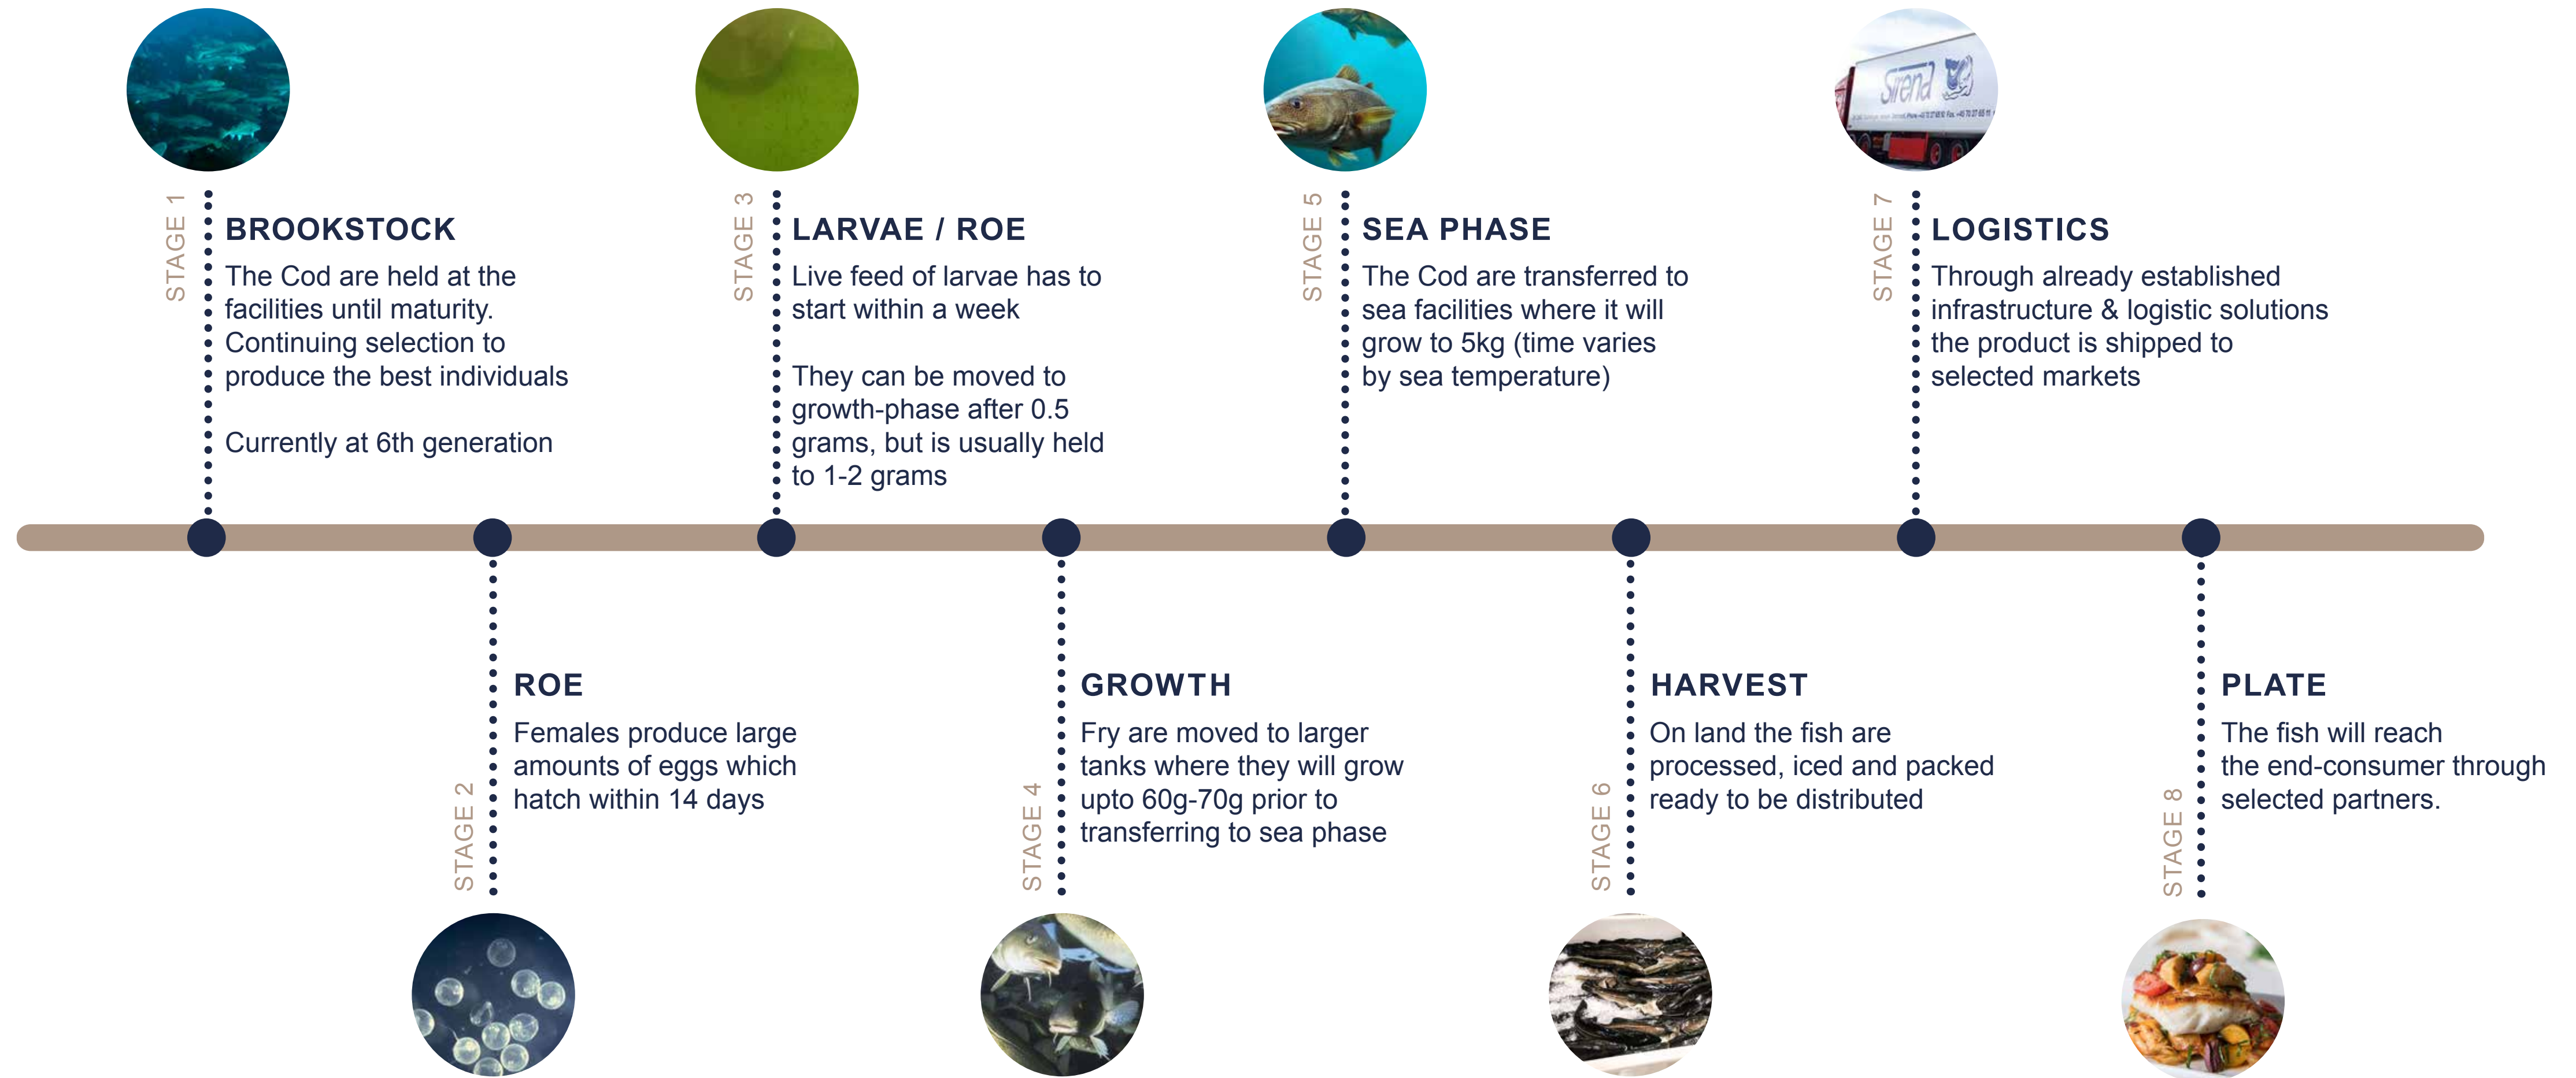 STAGE 1
BROOKSTOCK
The Cod are held at the
facilities until maturity.
Continuing selection to
produce the best individuals
Currently at 6th generation
STAGE 2
ROE
Females produce large
amounts of eggs which
hatch within 14 days
STAGE 3
LARVAE / ROE
Live feed of larvae has to
start within a week
They can be moved to
growth-phase after 0.5
grams, but is usually held
to 1-2 grams
STAGE 4
GROWTH
Fry are moved to larger
tanks where they will grow
upto 60g-70g prior to
transferring to sea phase
STAGE 5
SEA PHASE
The Cod are transferred to
sea facilities where it will
grow to 5kg (time varies
by sea temperature)
STAGE 6
HARVEST
On land the fish are
processed, iced and packed
ready to be distributed
STAGE 7
Sirena
LOGISTICS
Through already established
infrastructure & logistic solutions
the product is shipped to
selected markets
STAGE 8
PLATE
The fish will reach
the end-consumer through
selected partners.